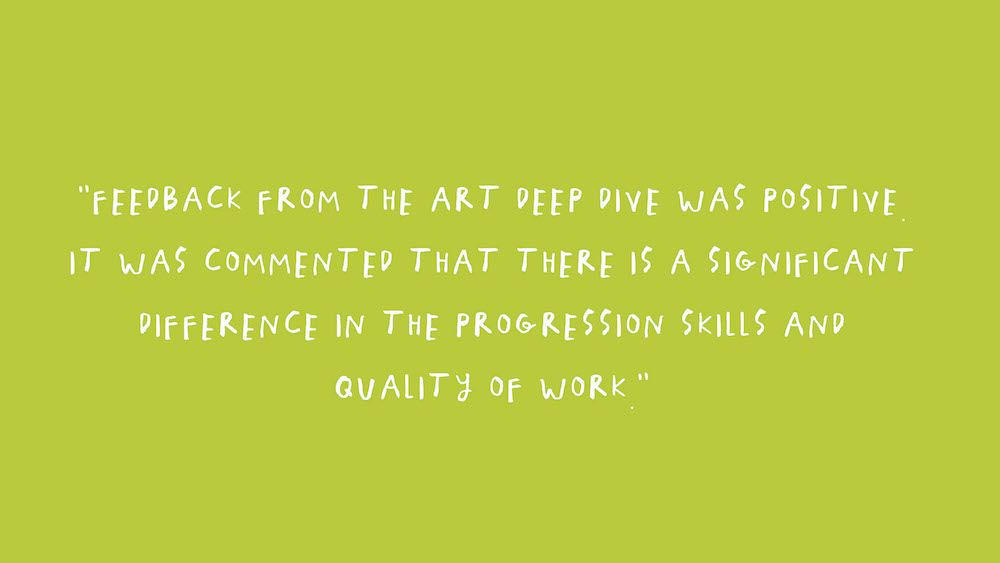 "FEEDBACK FROM THE ART DEEP DIVE WAS POSITIVE.
IT WAS COMMENTED THAT THERE IS A SIGNIFICANT
DIFFERENCE IN THE PROGRESSION SKILLS AND
QUALITY OF WORK."